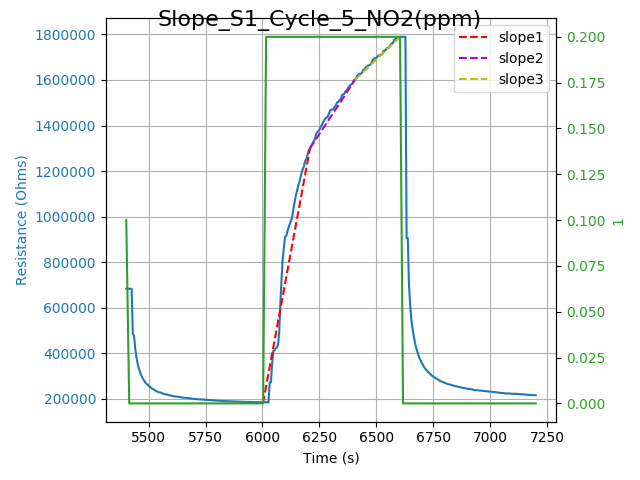 Slope_S1_Cycle_5_NO2(ppm)
slope1
slope2
slope3
Resistance (Ohms)
1800000
1600000
1400000
1200000
1000000
800000
600000
400000
200000
0.200
0.175
0.150
0.125
0.100
0.075
0.050
0.025
0.000
1
5500 5750 6000 6250 6500 6750 7000 7250
Time (s)